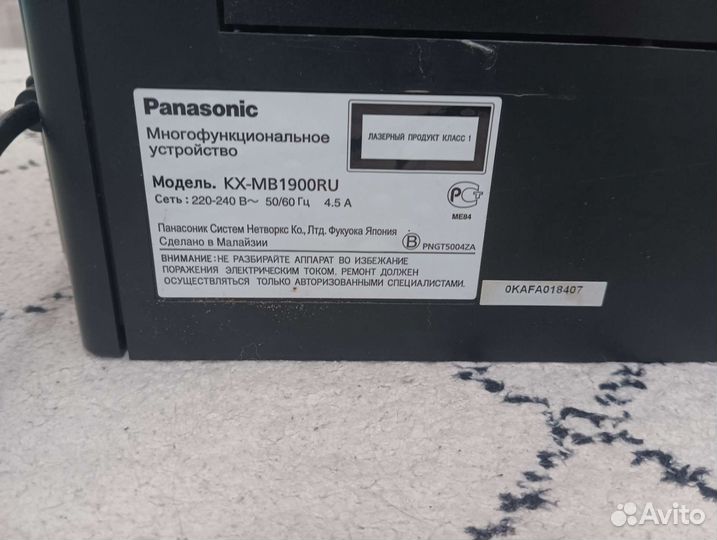 Panasonic
Многофункциональное
устройство
ЛАЗЕРНЫЙ ПРОДУКТ КЛАСС 1
Модель. KX-MB1900RU
Сеть : 220-240 В~ 50/60 Гц 4.5 А
РСТ
ME84
Панасоник Систем Нетворкс Ко., Лтд. Фукуока Япония
Сделано в Малайзии
B PNGT5004ZA
ВНИМАНИЕ:НЕ РАЗБИРАЙТЕ АППАРАТ ВО ИЗБЕЖАНИЕ
ПОРАЖЕНИЯ ЭЛЕКТРИЧЕСКИМ ТОКОМ. РЕМОНТ ДОЛЖЕН
ОСУЩЕСТВЛЯТЬСЯ ТОЛЬКО АВТОРИЗОВАННЫМИ СПЕЦИАЛИСТАМИ.
0KAFA018407
Avito